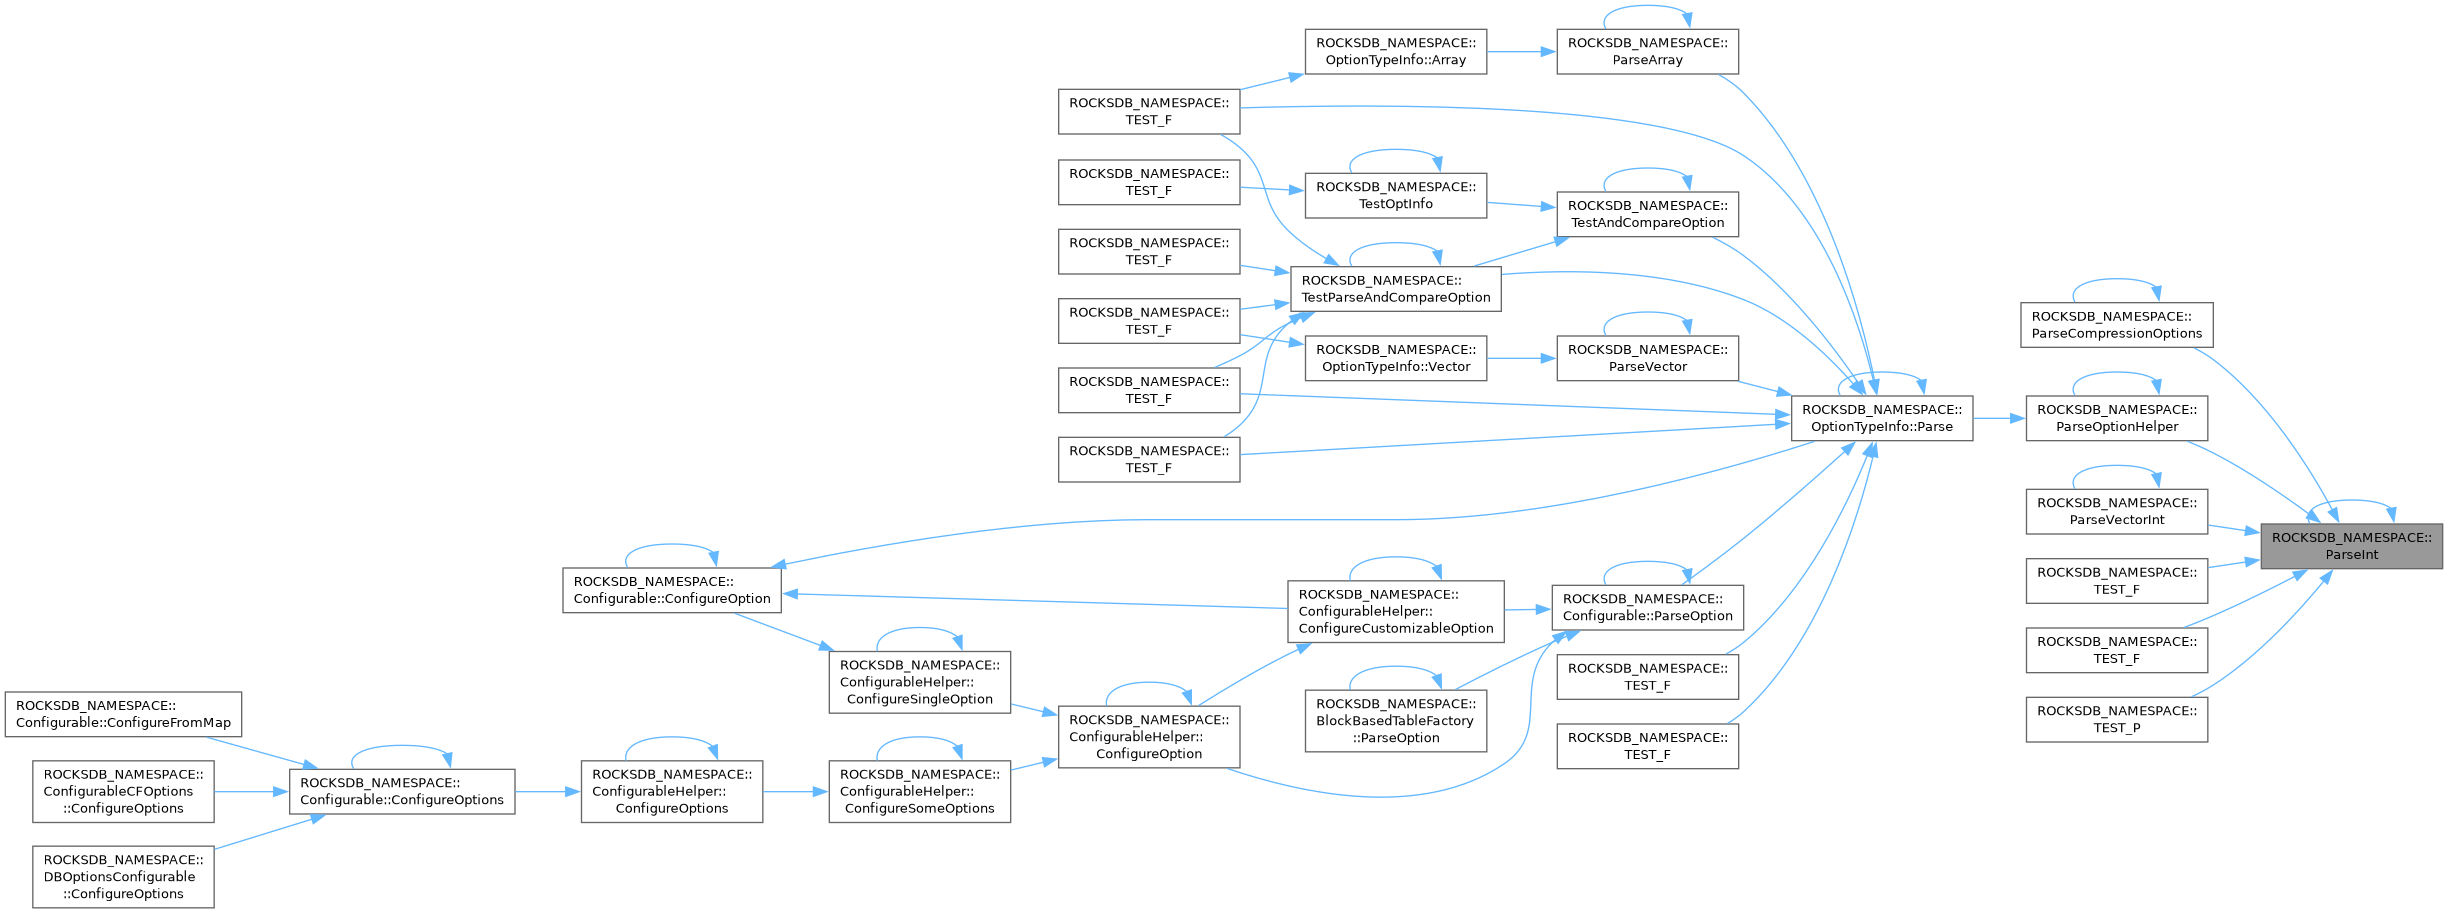 ROCKSDB_NAMESPACE::
OptionTypeInfo::Array
ROCKSDB_NAMESPACE::
ParseArray
ROCKSDB_NAMESPACE::
TEST_F
ROCKSDB_NAMESPACE::
TEST_F
ROCKSDB_NAMESPACE::
TestOptInfo
ROCKSDB_NAMESPACE::
TestAndCompareOption
ROCKSDB_NAMESPACE::
TEST_F
ROCKSDB_NAMESPACE::
TestParseAndCompareOption
ROCKSDB_NAMESPACE::
TEST_F
ROCKSDB_NAMESPACE::
ParseCompressionOptions
ROCKSDB_NAMESPACE::
OptionTypeInfo::Vector
ROCKSDB_NAMESPACE::
ParseVector
ROCKSDB_NAMESPACE::
TEST_F
ROCKSDB_NAMESPACE::
OptionTypeInfo::Parse
ROCKSDB_NAMESPACE::
ParseOptionHelper
ROCKSDB_NAMESPACE::
TEST_F
ROCKSDB_NAMESPACE::
ParseVectorInt
ROCKSDB_NAMESPACE::
ParseInt
ROCKSDB_NAMESPACE::
TEST_F
ROCKSDB_NAMESPACE::
Configurable::ConfigureOption
ROCKSDB_NAMESPACE::
ConfigurableHelper::
ConfigureCustomizableOption
ROCKSDB_NAMESPACE::
Configurable::ParseOption
ROCKSDB_NAMESPACE::
TEST_F
ROCKSDB_NAMESPACE::
ConfigurableHelper::
ConfigureSingleOption
ROCKSDB_NAMESPACE::
TEST_F
ROCKSDB_NAMESPACE::
TEST_P
ROCKSDB_NAMESPACE::
Configurable::ConfigureFromMap
ROCKSDB_NAMESPACE::
ConfigurableHelper::
ConfigureOption
ROCKSDB_NAMESPACE::
BlockBasedTableFactory
::ParseOption
ROCKSDB_NAMESPACE::
TEST_F
ROCKSDB_NAMESPACE::
ConfigurableCFOptions
::ConfigureOptions
ROCKSDB_NAMESPACE::
Configurable::ConfigureOptions
ROCKSDB_NAMESPACE::
ConfigurableHelper::
ConfigureOptions
ROCKSDB_NAMESPACE::
ConfigurableHelper::
ConfigureSomeOptions
ROCKSDB_NAMESPACE::
DBOptionsConfigurable
::ConfigureOptions